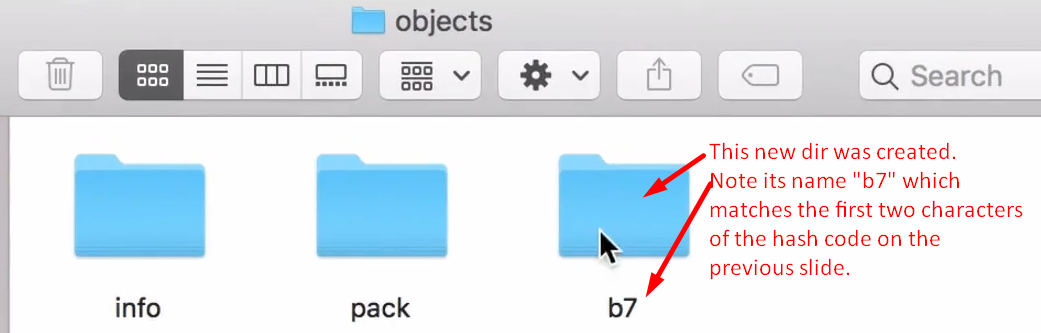 objects
Search
This new dir was created.
Note its name "b7" which
matches the first two characters
of the hash code on the
previous slide.
info
pack
b7